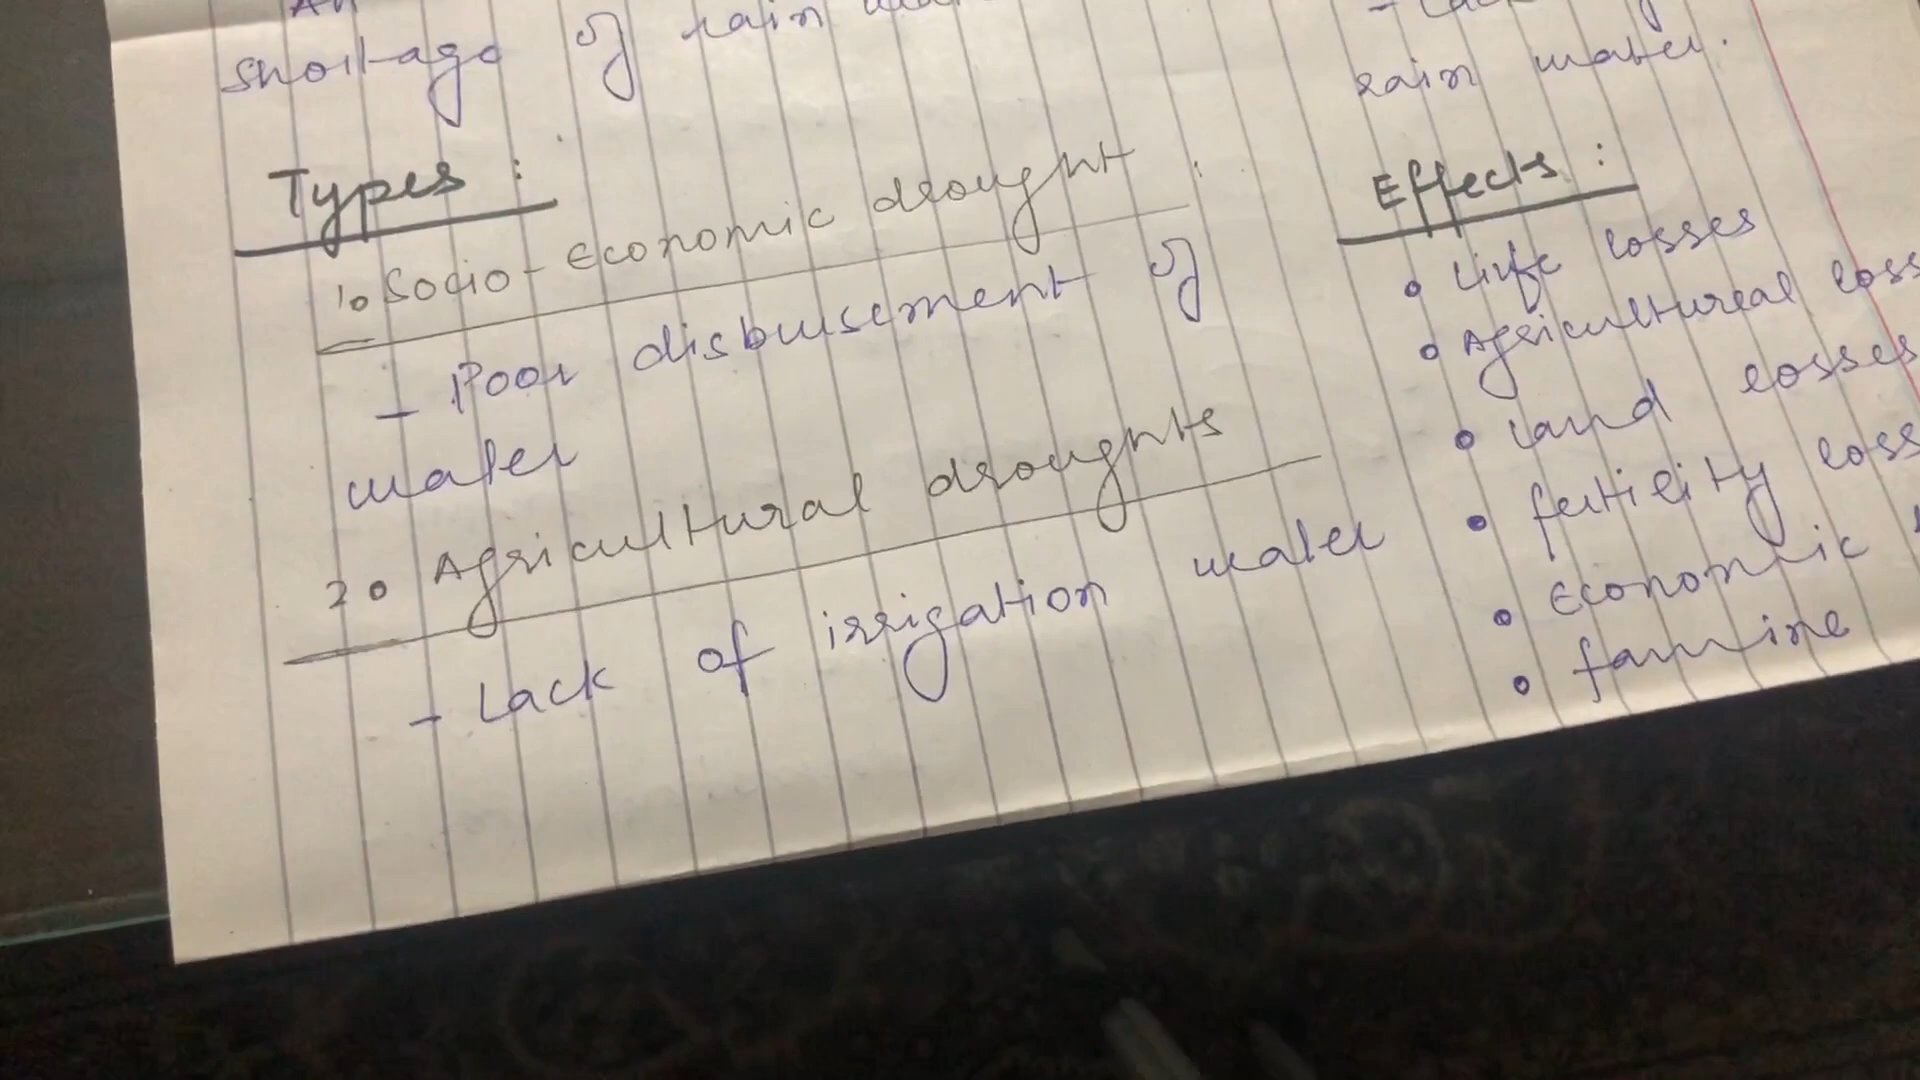 shortage of rain
Types :
1. Socio-Economic drought :
- Poor disbursement of
water
2. Agricultural droughts
- Lack of irrigation water
rain water.
Effects :
• Life losses
• Agricultureal loss
• land losses
• fertility loss
• Economic
• famine